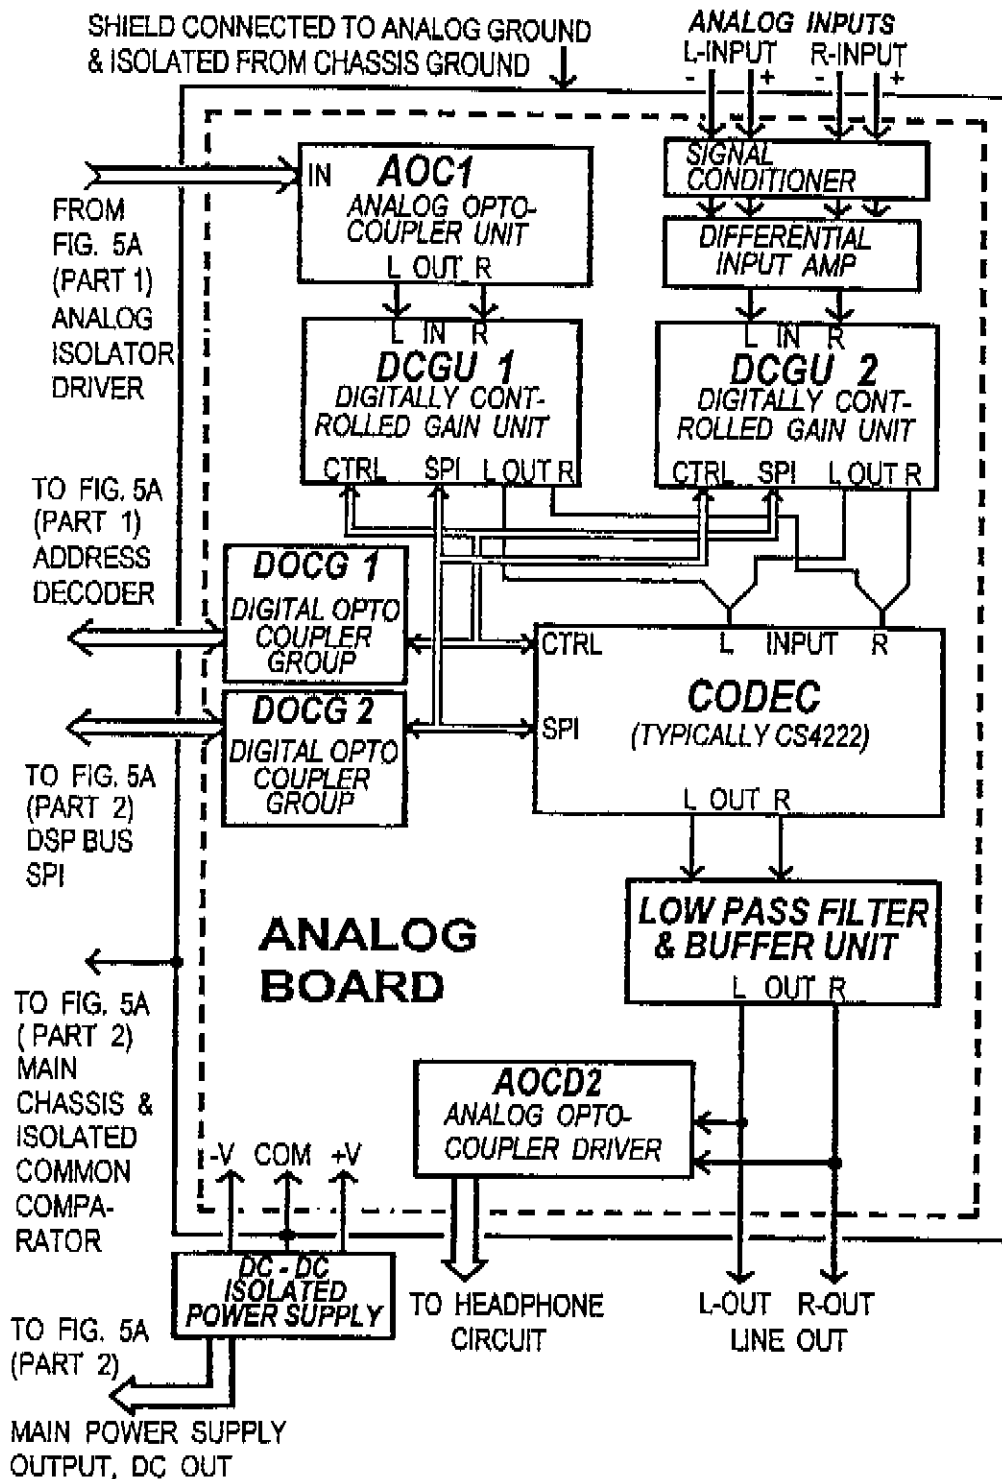 SHIELD CONNECTED TO ANALOG GROUND
& ISOLATED FROM CHASSIS GROUND
ANALOG INPUTS
L-INPUT R-INPUT
- + - +
SIGNAL
CONDITIONER
DIFFERENTIAL
INPUT AMP
IN
AOC1
ANALOG OPTO-
COUPLER UNIT
L OUT R
FROM
FIG. 5A
(PART 1)
ANALOG
ISOLATOR
DRIVER
L IN R
DCGU 1
DIGITALLY CONT-
ROLLED GAIN UNIT
CTRL SPI L OUT R
L IN R
DCGU 2
DIGITALLY CONT-
ROLLED GAIN UNIT
CTRL SPI L OUT R
TO FIG. 5A
(PART 1)
ADDRESS
DECODER
DOCG 1
DIGITAL OPTO
COUPLER
GROUP
DOCG 2
DIGITAL OPTO
COUPLER
GROUP
TO FIG. 5A
(PART 2)
DSP BUS
SPI
CTRL
L INPUT R
CODEC
SPI
(TYPICALLY CS4222)
L OUT R
LOW PASS FILTER
& BUFFER UNIT
L OUT R
ANALOG
BOARD
TO FIG. 5A
( PART 2)
MAIN
CHASSIS &
ISOLATED
COMMON
COMPA-
RATOR
AOCD2
ANALOG OPTO-
COUPLER DRIVER
-V COM +V
DC - DC
ISOLATED
POWER SUPPLY
TO HEADPHONE
CIRCUIT
L-OUT R-OUT
LINE OUT
TO FIG. 5A
(PART 2)
MAIN POWER SUPPLY
OUTPUT, DC OUT